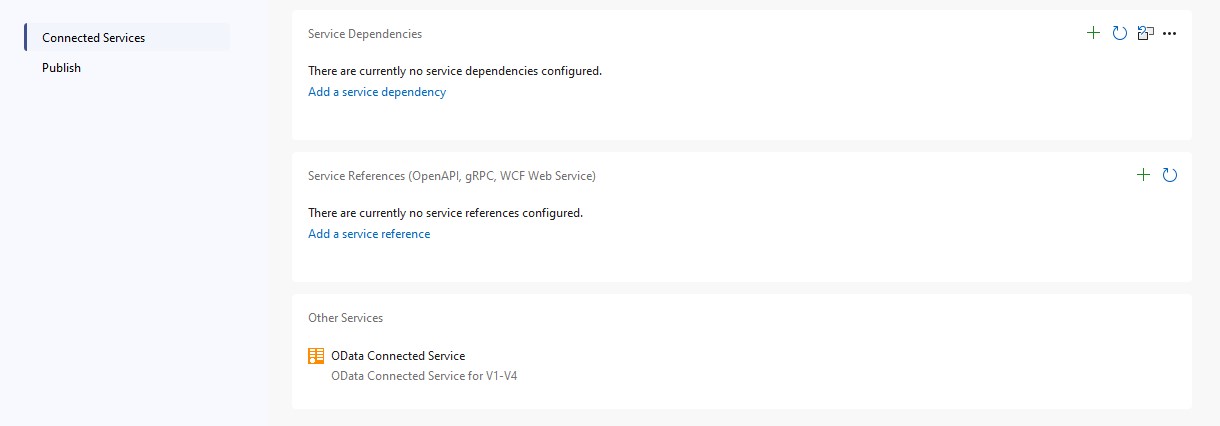 Connected Services
Publish
Service Dependencies
There are currently no service dependencies configured.
Add a service dependency
Service References (OpenAPI, gRPC, WCF Web Service)
There are currently no service references configured.
Add a service reference
Other Services
OData Connected Service
OData Connected Service for V1-V4